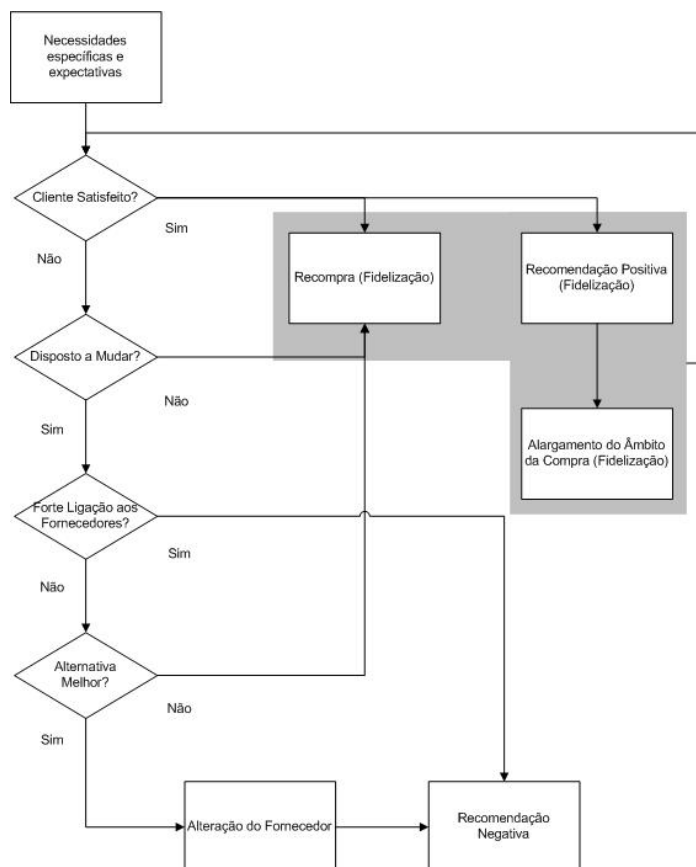 Necessidades
específicas e
expectativas
Cliente Satisfeito?
Sim
Não
Recompra (Fidelização)
Recomendação Positiva
(Fidelização)
Disposto a Mudar?
Não
Sim
Alargamento do Âmbito
da Compra (Fidelização)
Forte Ligação aos
Fornecedores?
Sim
Não
Alternativa
Melhor?
Não
Sim
Alteração do Fornecedor
Recomendação
Negativa